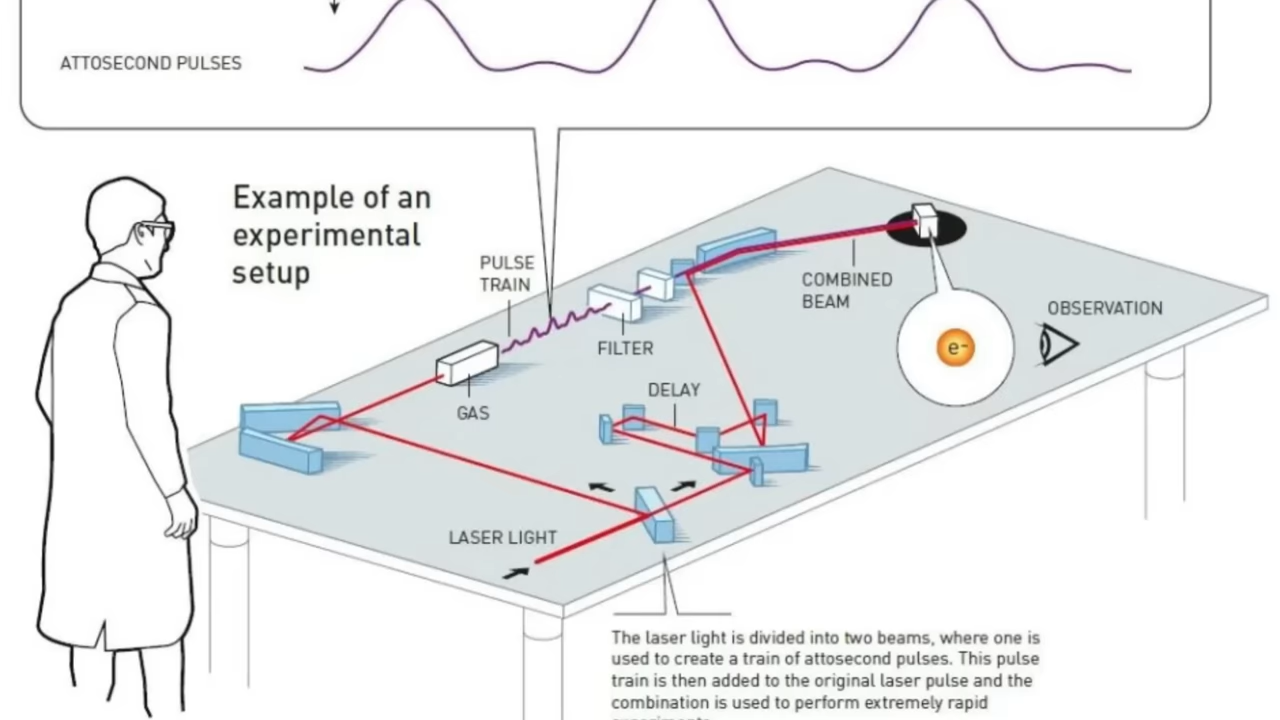 ATTOSECOND PULSES
Example of an
experimental
setup
PULSE
TRAIN
FILTER
COMBINED
BEAM
OBSERVATION
e-
GAS
DELAY
LASER LIGHT
The laser light is divided into two beams, where one is
used to create a train of attosecond pulses. This pulse
train is then added to the original laser pulse and the
combination is used to perform extremely rapid